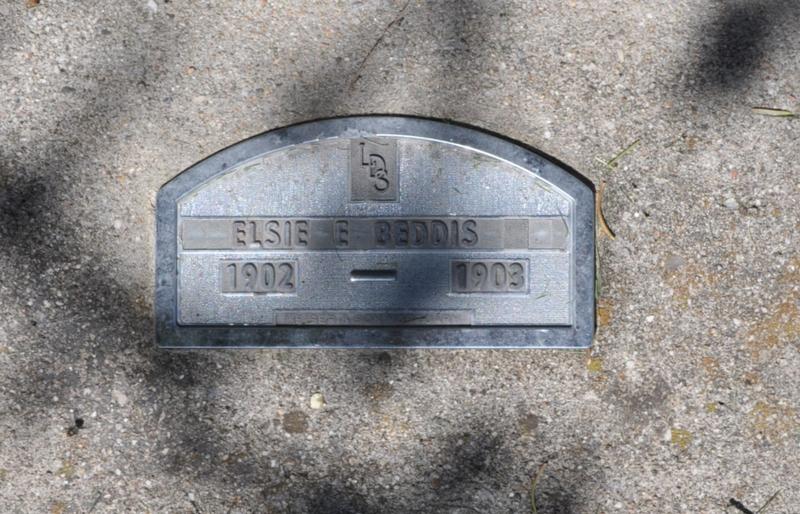 LDS
ELSIE E BEDDIS
1902 – 1903